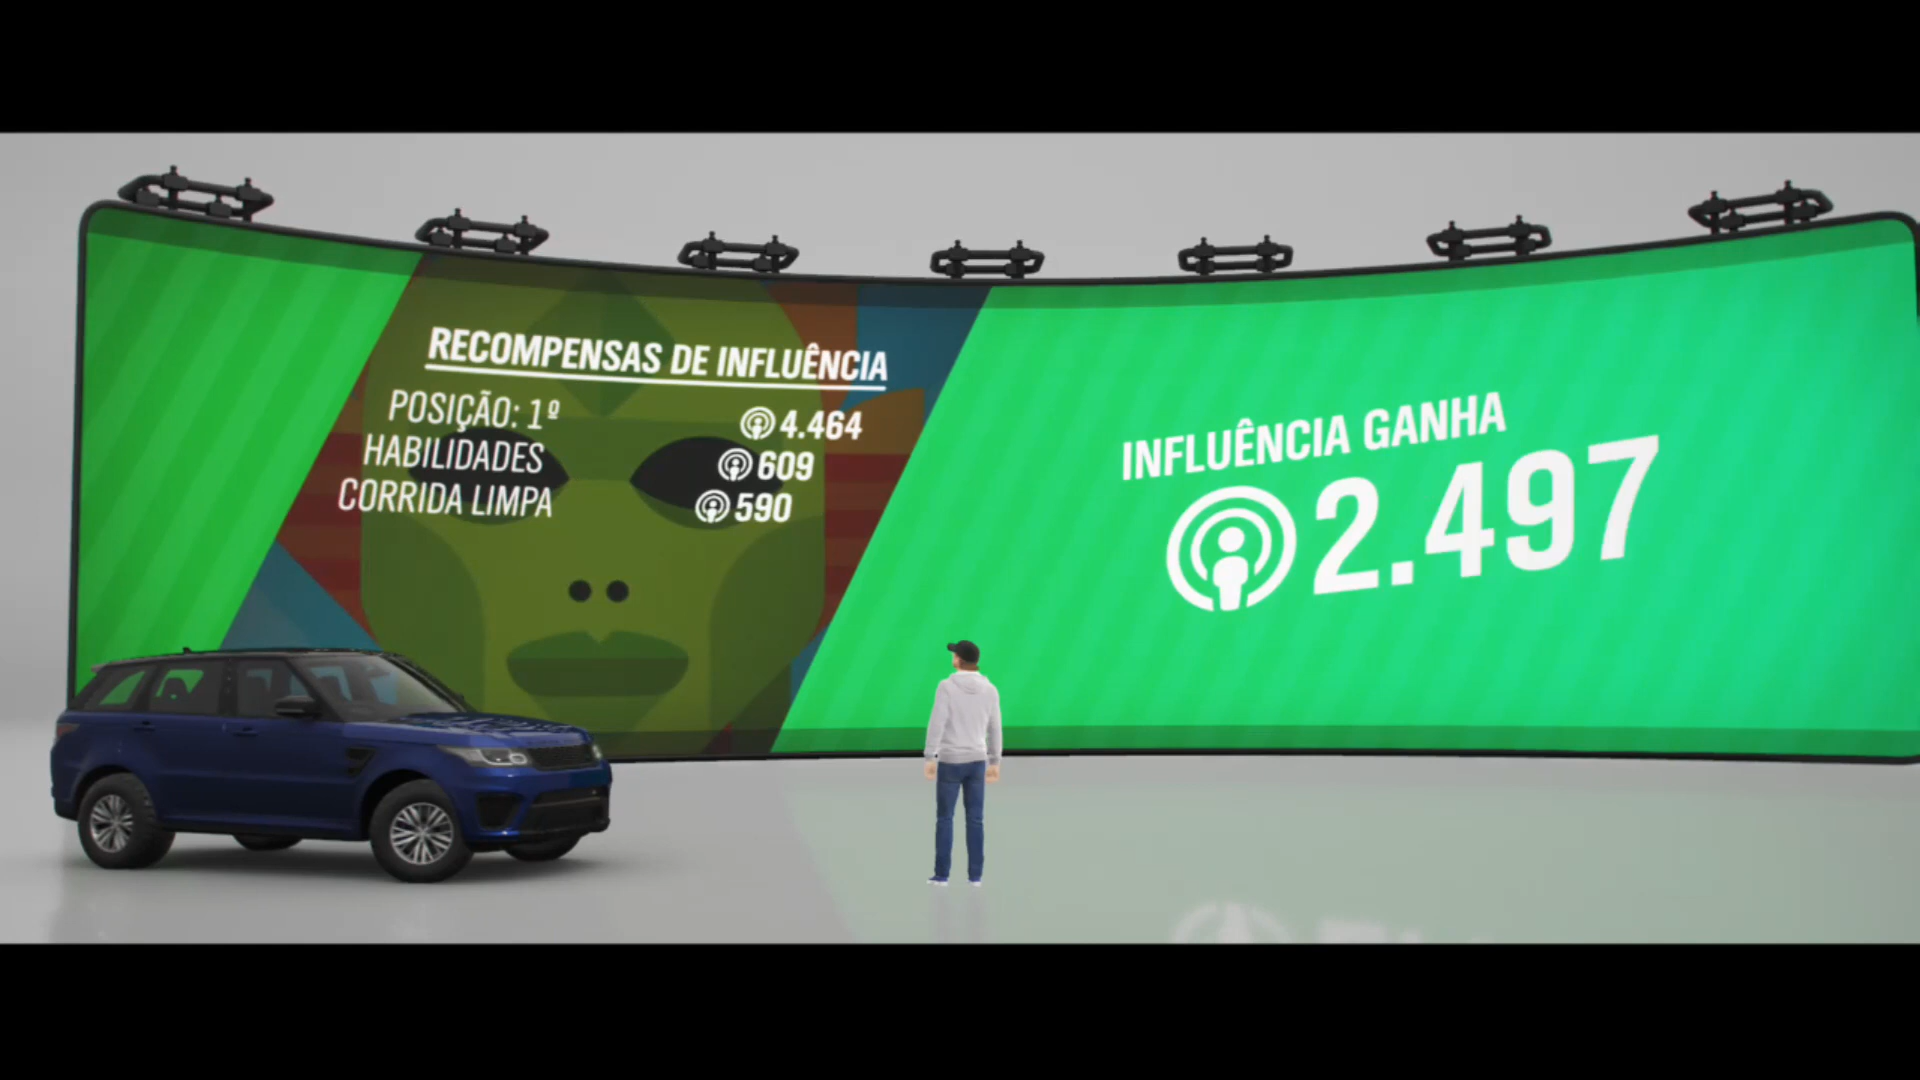 RECOMPENSAS DE INFLUÊNCIA
POSIÇÃO: 1º 4.464
HABILIDADES 609
CORRIDA LIMPA 590
INFLUÊNCIA GANHA
2.497